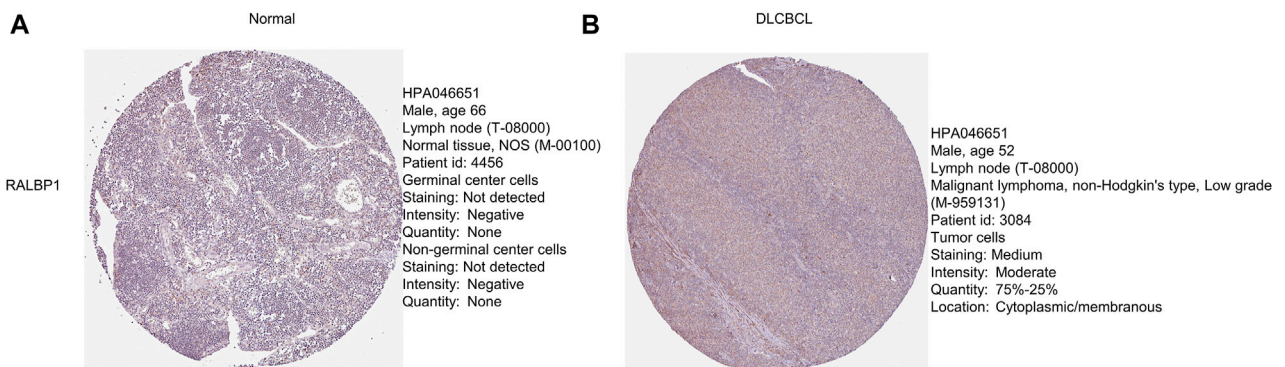 A
Normal
RALBP1
HPA046651
Male, age 66
Lymph node (T-08000)
Normal tissue, NOS (M-00100)
Patient id: 4456
Germinal center cells
Staining: Not detected
Intensity: Negative
Quantity: None
Non-germinal center cells
Staining: Not detected
Intensity: Negative
Quantity: None
B
DLCBCL
HPA046651
Male, age 52
Lymph node (T-08000)
Malignant lymphoma, non-Hodgkin's type, Low grade
(M-959131)
Patient id: 3084
Tumor cells
Staining: Medium
Intensity: Moderate
Quantity: 75%-25%
Location: Cytoplasmic/membranous